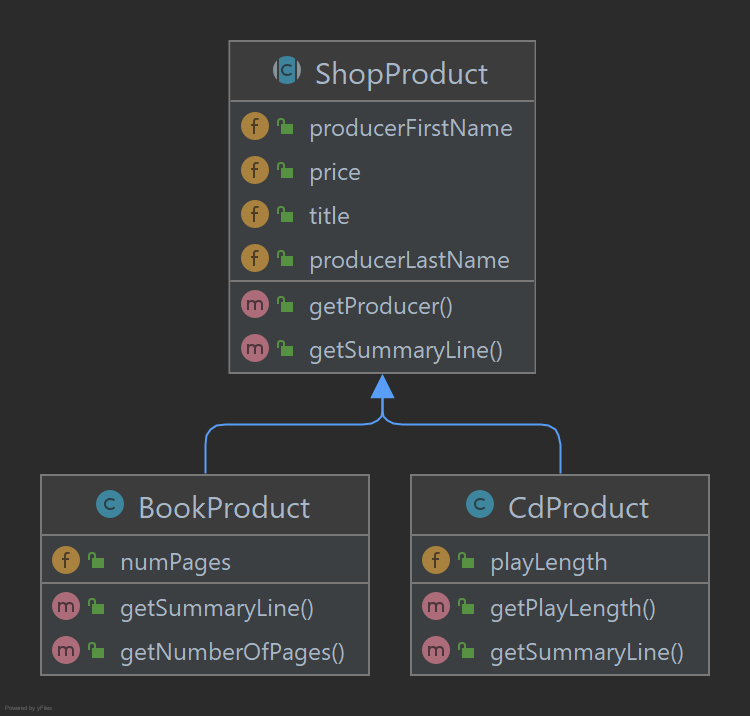 C ShopProduct
f producerFirstName
f price
f title
f producerLastName
m getProducer()
m getSummaryLine()
C BookProduct
f numPages
m getSummaryLine()
m getNumberOfPages()
C CdProduct
f playLength
m getPlayLength()
m getSummaryLine()
Powered by yFiles